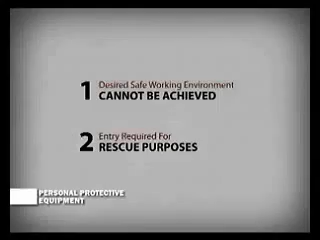 1 Desired Safe Working Environment
CANNOT BE ACHIEVED
2 Entry Required For
RESCUE PURPOSES
PERSONAL PROTECTIVE
EQUIPMENT